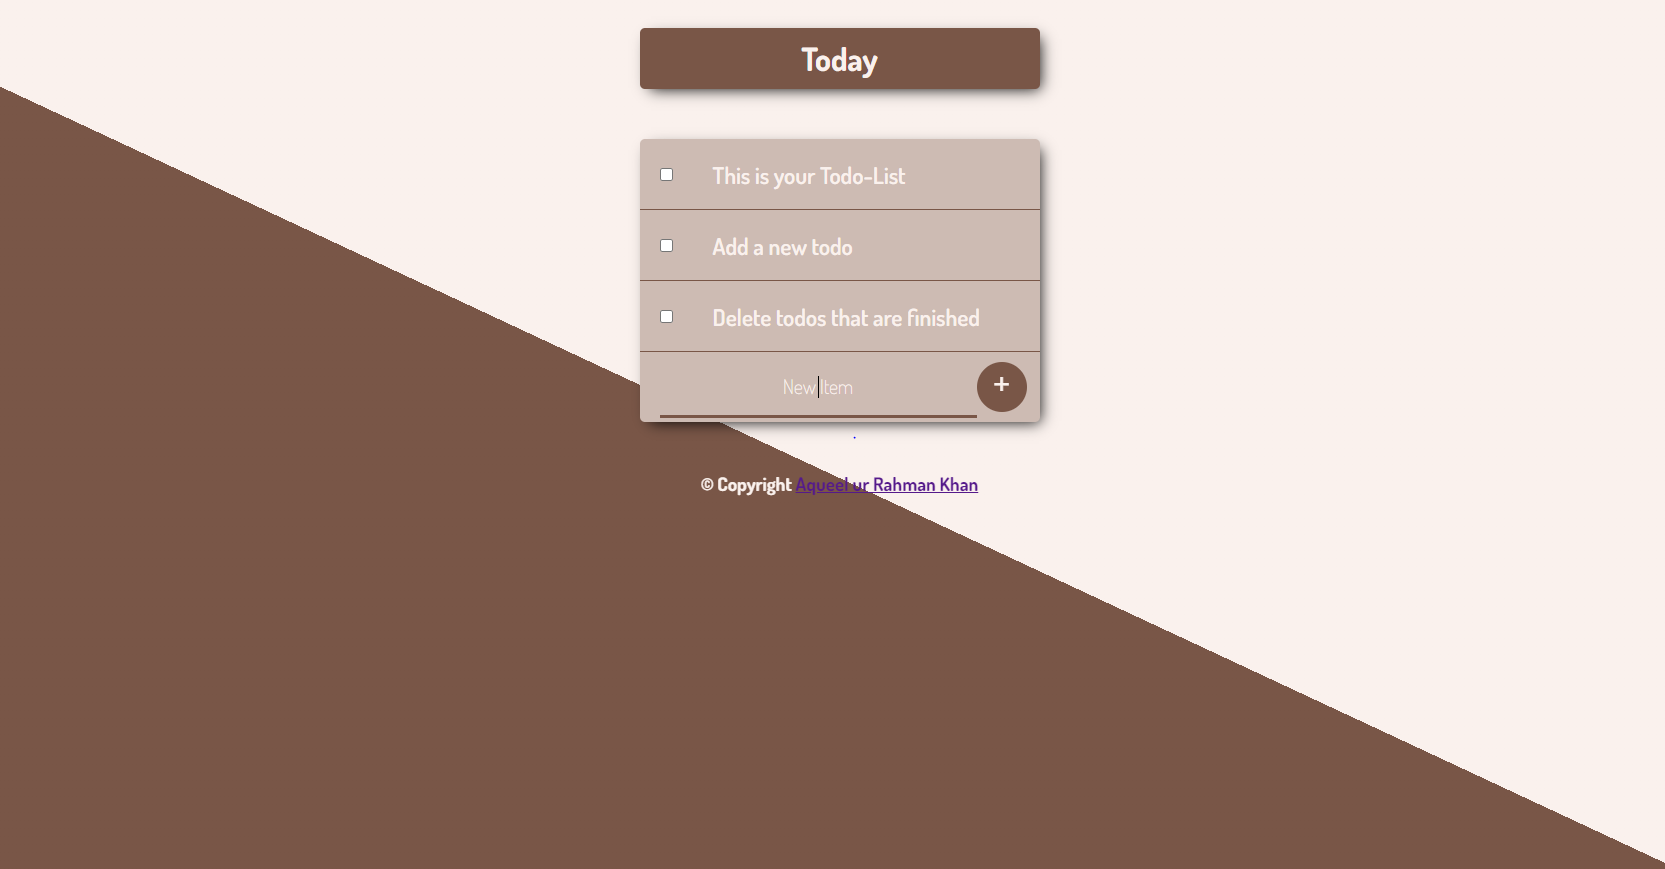 Today
This is your Todo-List
Add a new todo
Delete todos that are finished
New Item
+
.
© Copyright Aqueel ur Rahman Khan